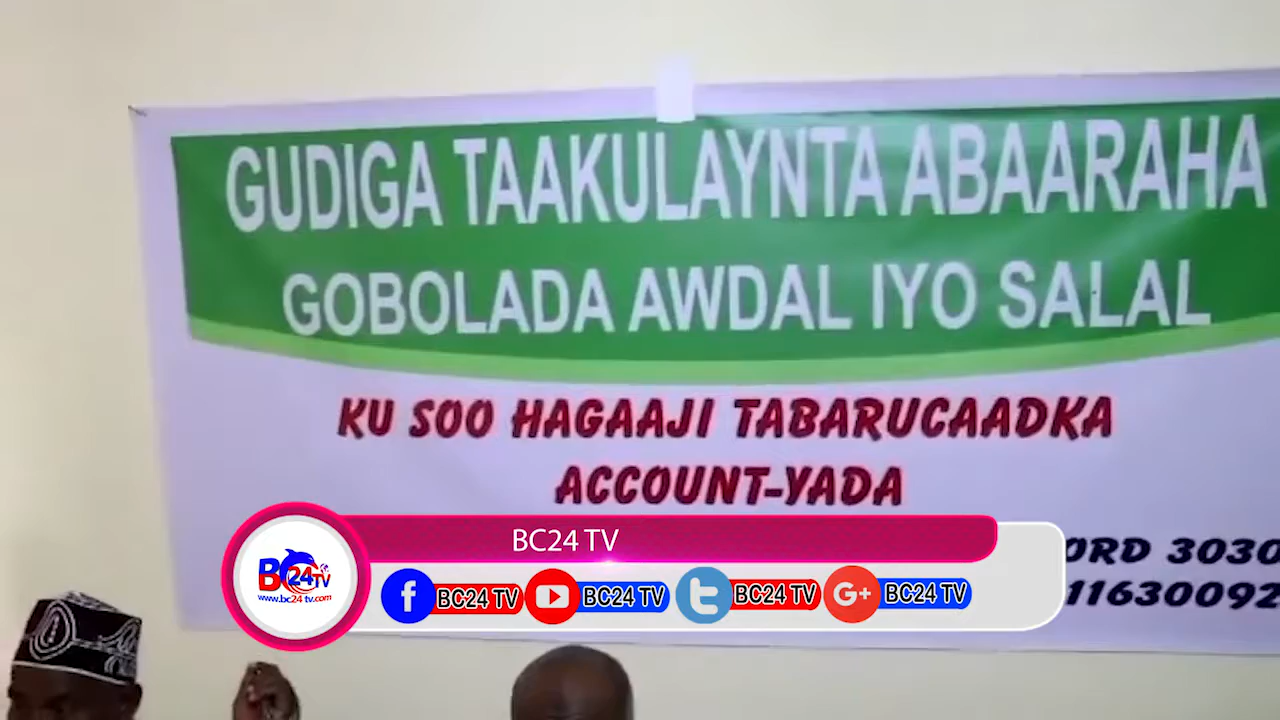 GUDIGA TAAKULAYNTA ABAARAHA
GOBOLADA AWDAL IYO SALAL
KU SOO HAGAAJI TABARUCAADKA
ACCOUNT-YADA
ORD 3030
11630092
BC24 TV
BC24TV
www.bc24tv.com
BC24 TV
BC24 TV
BC24 TV
BC24 TV